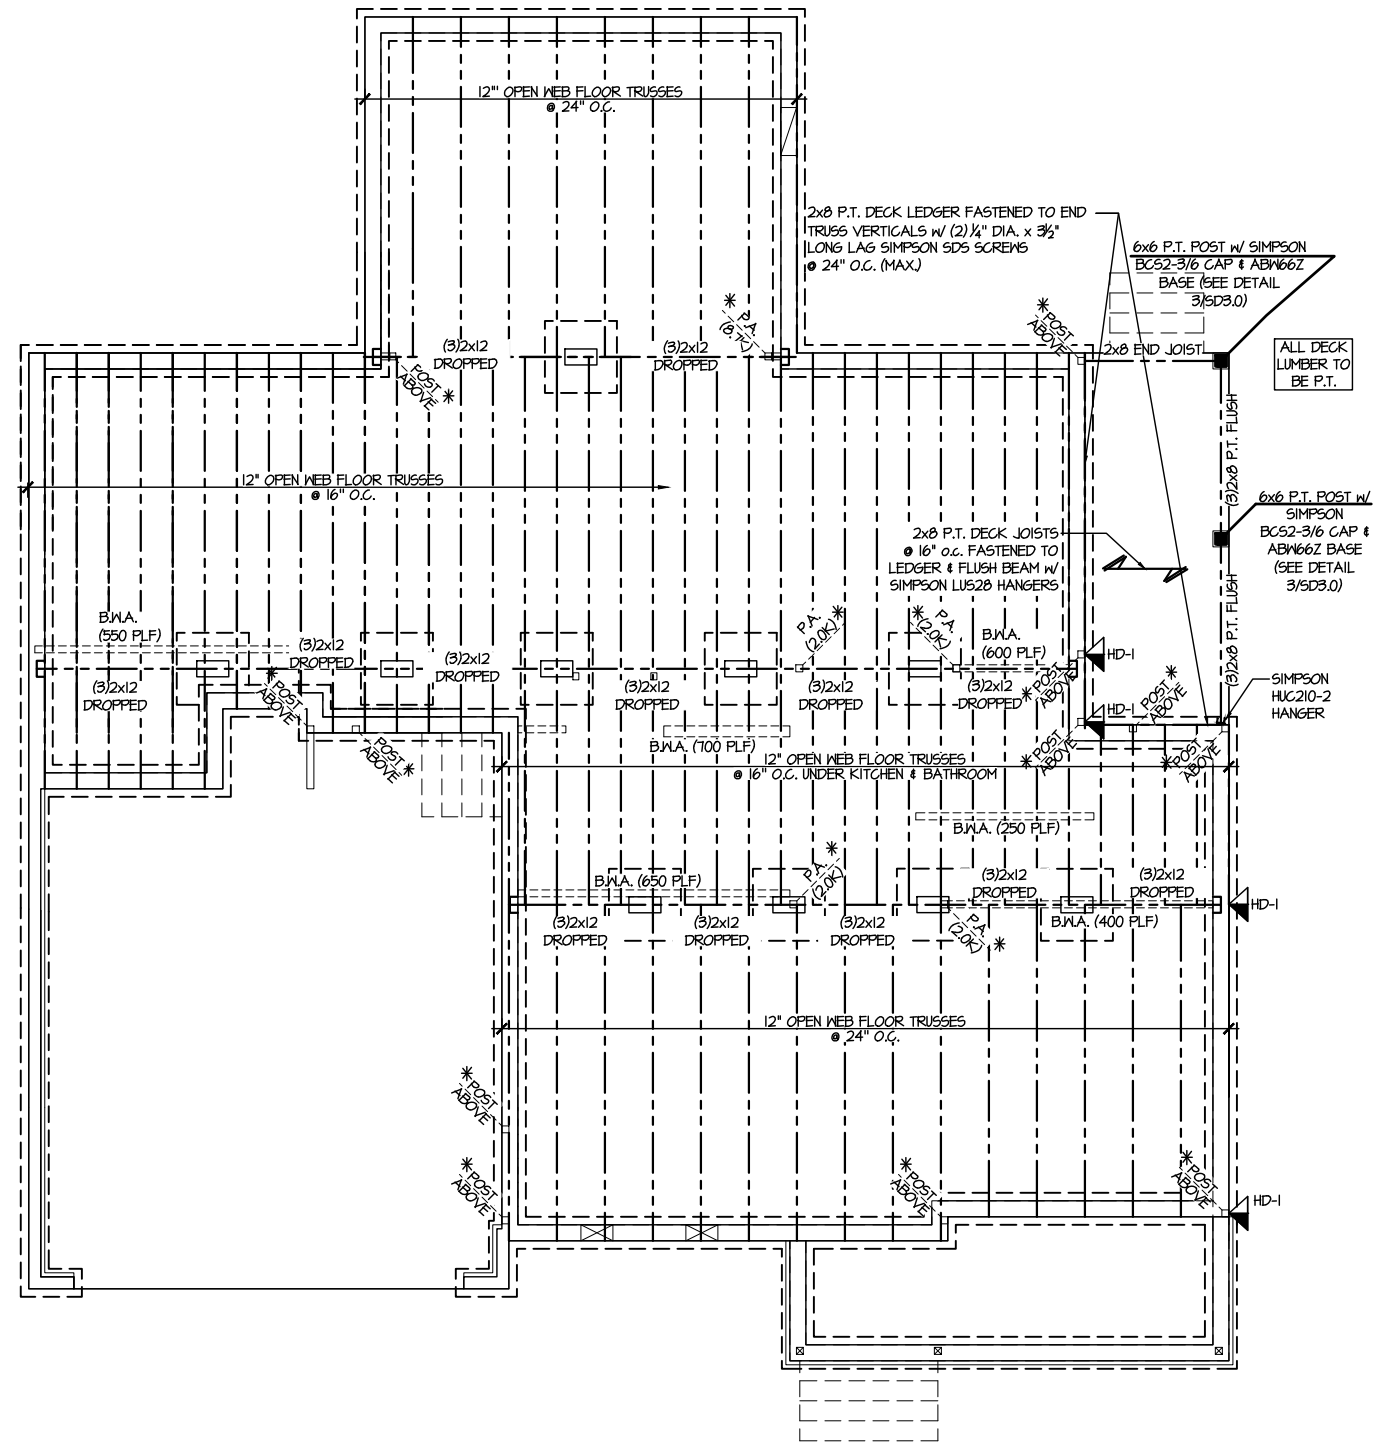 12"' OPEN WEB FLOOR TRUSSES
@ 24" O.C.
2x8 P.T. DECK LEDGER FASTENED TO END
TRUSS VERTICALS w/ (2) 1/4" DIA. x 3 1/2"
LONG LAG SIMPSON SDS SCREWS
@ 24" O.C. (MAX.)
6x6 P.T. POST w/ SIMPSON
BCS2-3/6 CAP & ABW66Z
BASE (SEE DETAIL
3/SD3.0)
* P.A.
(8.7K)
* POST
ABOVE
(3)2x12
DROPPED
(3)2x12
DROPPED
2x8 END JOIST
ALL DECK
LUMBER TO
BE P.T.
POST *
ABOVE
(3)2x8 P.T. FLUSH
12" OPEN WEB FLOOR TRUSSES
@ 16" O.C.
6x6 P.T. POST w/
SIMPSON
BCS2-3/6 CAP &
ABW66Z BASE
(SEE DETAIL
3/SD3.0)
2x8 P.T. DECK JOISTS
@ 16" o.c. FASTENED TO
LEDGER & FLUSH BEAM w/
SIMPSON LUS28 HANGERS
(3)2x8 P.T. FLUSH
B.W.A.
(550 PLF)
(3)2x12
DROPPED
(3)2x12
DROPPED
P.A. *
(2.0K)
* P.A.
(2.0K)
B.W.A.
(600 PLF)
HD-1
(3)2x12
DROPPED
* POST
ABOVE
(3)2x12
DROPPED
(3)2x12
DROPPED
(3)2x12
DROPPED
* POST
ABOVE
HD-1
POST *
ABOVE
SIMPSON
HUC210-2
HANGER
POST *
ABOVE
B.W.A. (700 PLF)
* POST
ABOVE
* POST
ABOVE
12" OPEN WEB FLOOR TRUSSES
@ 16" O.C. UNDER KITCHEN & BATHROOM
B.W.A. (250 PLF)
B.W.A. (650 PLF)
P.A. *
(2.0K)
(3)2x12
DROPPED
(3)2x12
DROPPED
HD-1
(3)2x12
DROPPED
(3)2x12
DROPPED
(3)2x12
DROPPED
P.A. *
(2.0K)
B.W.A. (400 PLF)
12" OPEN WEB FLOOR TRUSSES
@ 24" O.C.
* POST
ABOVE
* POST
ABOVE
* POST
ABOVE
* POST
ABOVE
HD-1